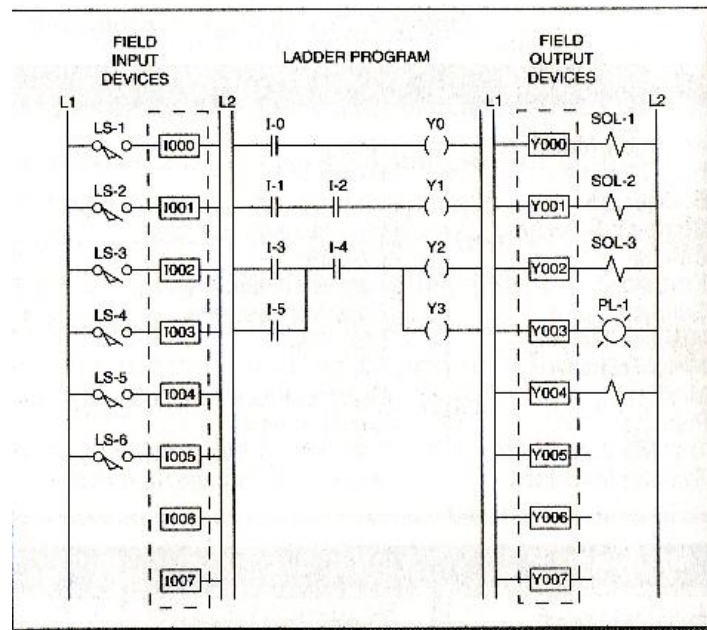 FIELD INPUT DEVICES
LADDER PROGRAM
FIELD OUTPUT DEVICES
L1 L2 L1 L2
LS-1 I000 I-0 Y0 Y000 SOL-1
LS-2 I001 I-1 I-2 Y1 Y001 SOL-2
LS-3 I002 I-3 I-4 Y2 Y002 SOL-3
LS-4 I003 I-5 Y3 Y003 PL-1
LS-5 I004 Y004
LS-6 I005 Y005
I006 Y006
I007 Y007